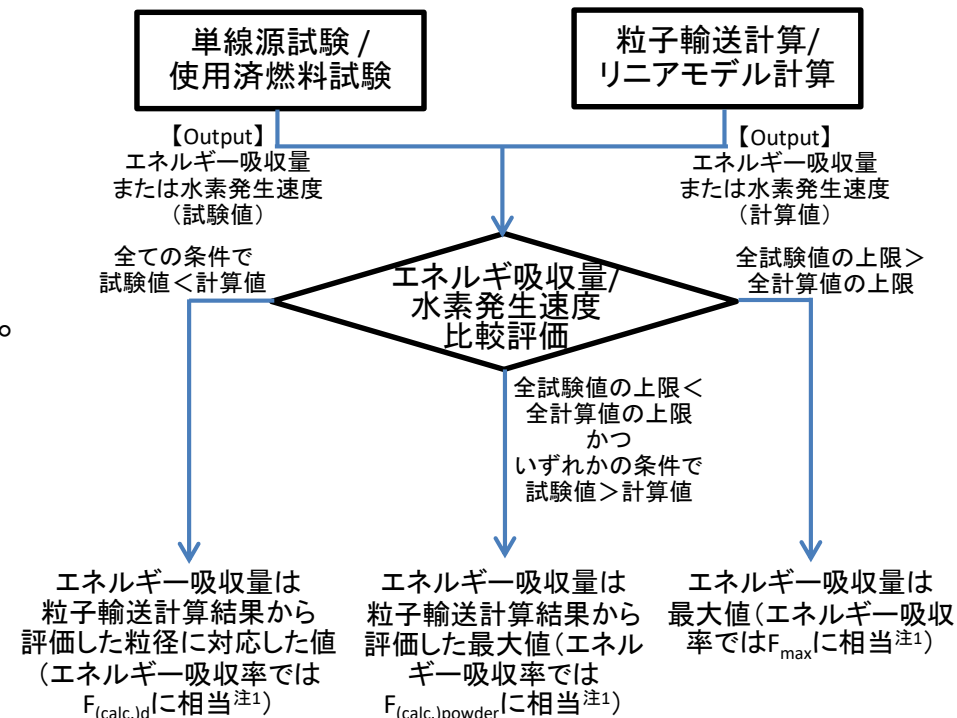 単線源試験 /
使用済燃料試験
粒子輸送計算/
リニアモデル計算
【Output】
エネルギー吸収量
または水素発生速度
（試験値）
【Output】
エネルギー吸収量
または水素発生速度
（計算値）
全ての条件で
試験値＜計算値
エネルギ吸収量/
水素発生速度
比較評価
全試験値の上限＞
全計算値の上限
。
全試験値の上限＜
全計算値の上限
かつ
いずれかの条件で
試験値＞計算値
エネルギー吸収量は
粒子輸送計算結果から
評価した粒径に対応した値
（エネルギー吸収率では
F(calc.)dに相当注1）
エネルギー吸収量は
粒子輸送計算結果から
評価した最大値（エネル
ギー吸収率では
F(calc.)powderに相当注1）
エネルギー吸収量は
最大値（エネルギー吸収
率ではFmaxに相当注1）